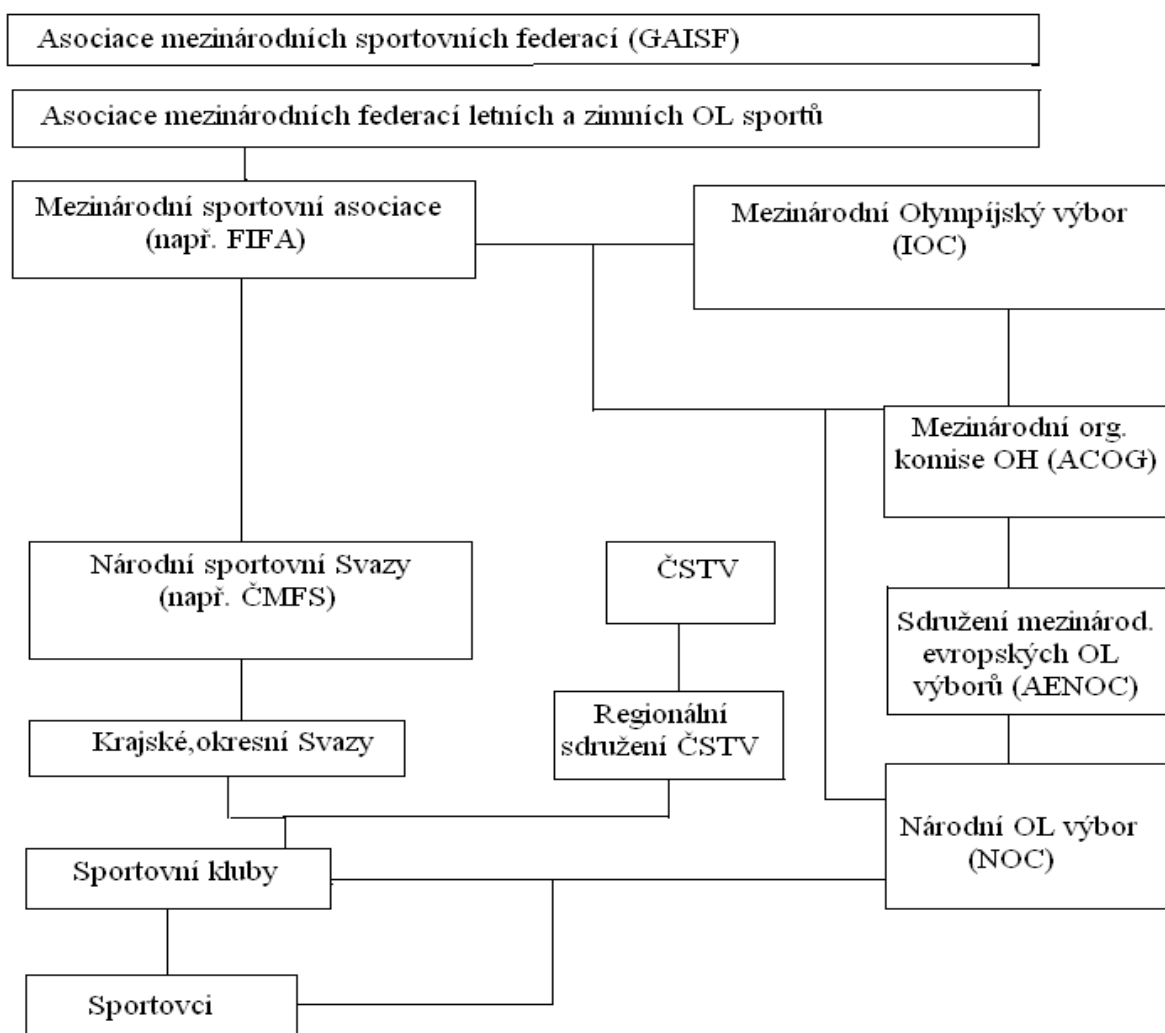 Asociace mezinárodních sportovních federací (GAISF)
Asociace mezinárodních federací letních a zimních OL sportů
Mezinárodní sportovní asociace
(např. FIFA)
Mezinárodní Olympíjský výbor
(IOC)
Mezinárodní org.
komise OH (ACOG)
Národní sportovní Svazy
(např. ČMFS)
ČSTV
Sdružení mezinárod.
evropských OL
výborů (AENOC)
Krajské,okresní Svazy
Regionální
sdružení ČSTV
Národní OL výbor
(NOC)
Sportovní kluby
Sportovci